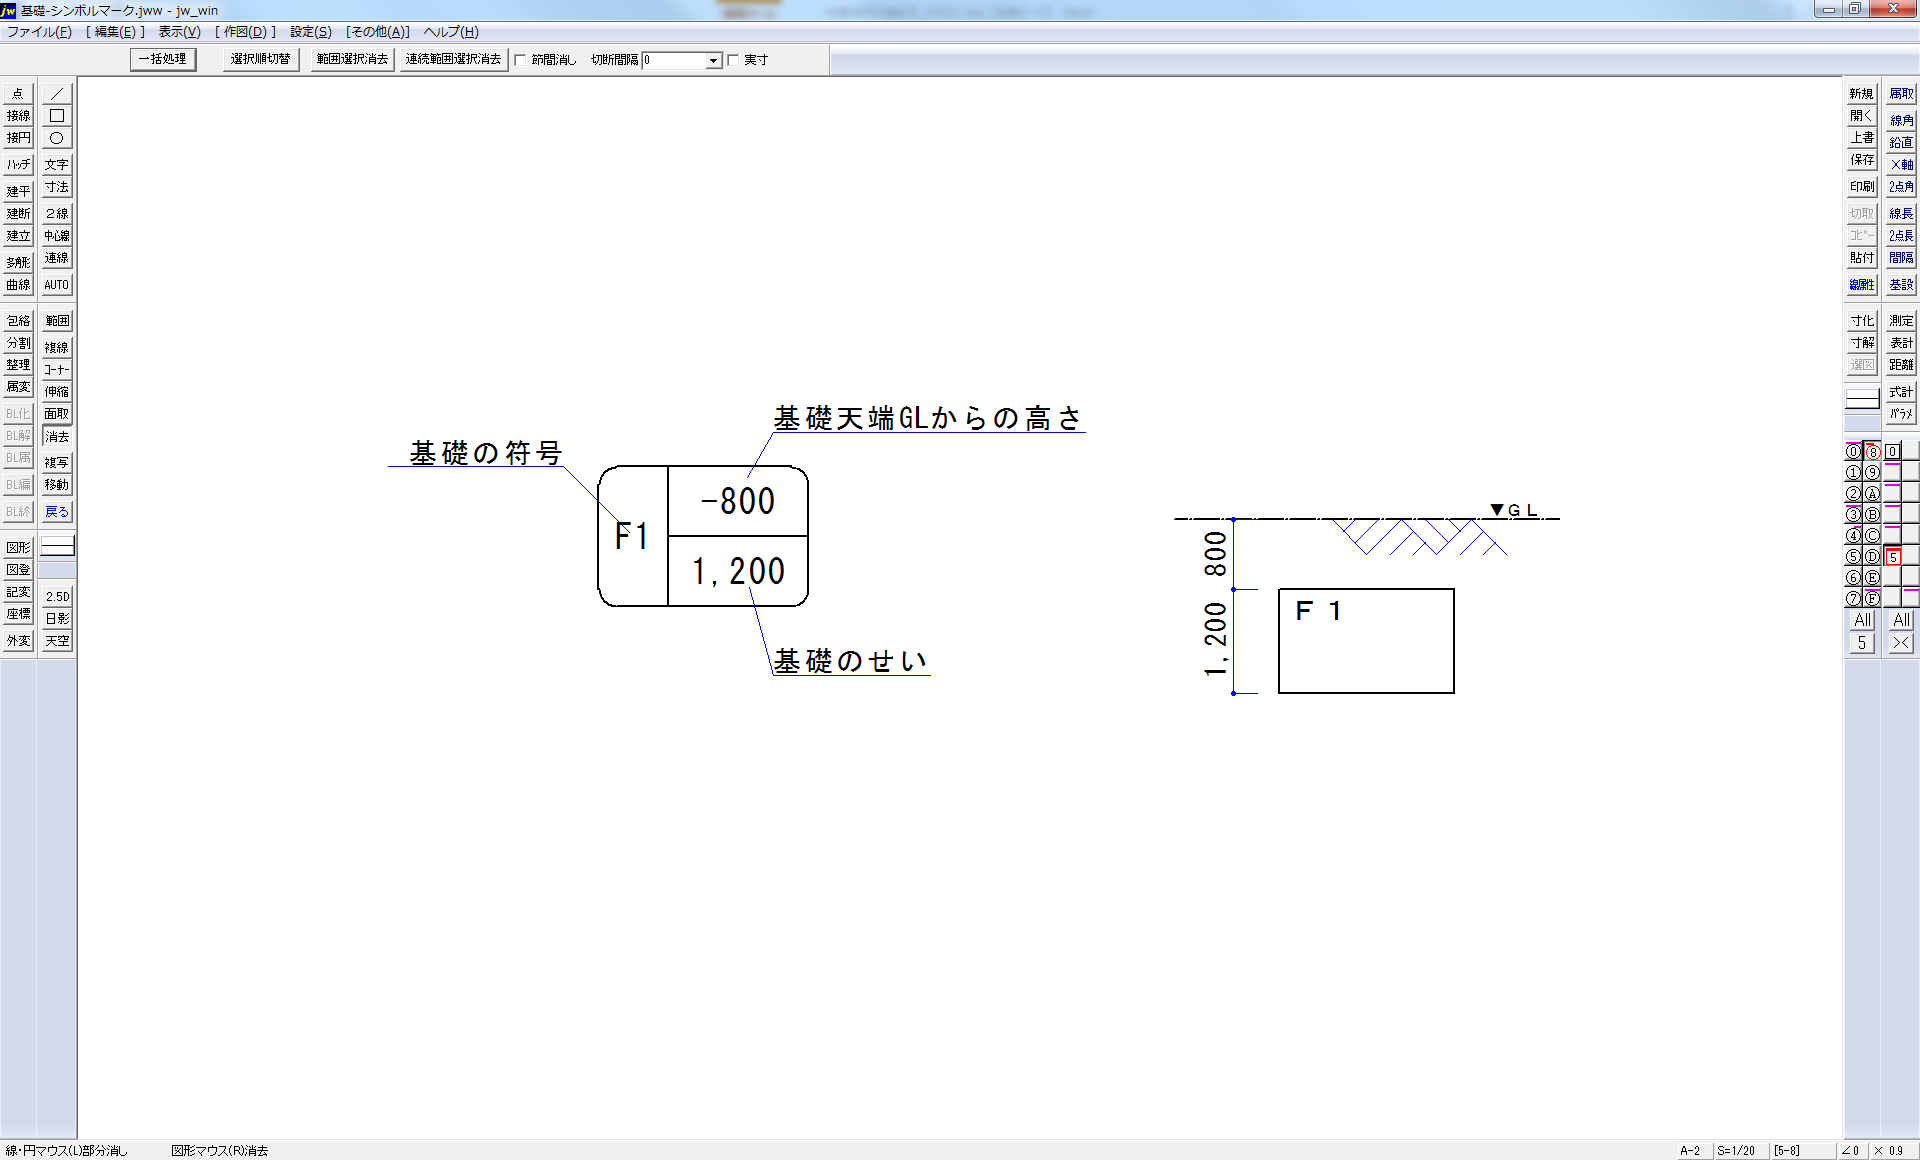 基礎-シンボルマーク.jww - jw_win
ファイル(F) [ 編集(E) ] 表示(V) [ 作図(D) ] 設定(S) [その他(A)] ヘルプ(H)
一括処理 選択順切替 範囲選択消去 連続範囲選択消去 節間消し 切断間隔 0 実寸
点 ／
接線 □
接円 ○
ハッチ 文字
建平 寸法
建断 2線
建立 中心線
多角形 連線
曲線 AUTO
包絡 範囲
分割 複線
整理 コーナー
属変 伸縮
BL化 面取
BL解 消去
BL属 複写
BL編 移動
BL終 戻る
図形
図登
記変 2.5D
座標 日影
外変 天空
基礎の符号
基礎天端GLからの高さ
F1
-800
1,200
基礎のせい
▼GL
800
1,200
F 1
新規 属取
開く 線角
上書 鉛直
保存 X軸
印刷 2点角
切取 線長
コピー 2点長
貼付 間隔
線属性 基設
寸化 測定
寸解 表計
選図 距離
式計
パラメ
0 8 0
1 9
2 A
3 B
4 C
5 D 5
6 E
7 F
All All
5 ×
線・円マウス(L)部分消し 図形マウス(R)消去
A-2 S=1/20 [5-8] ∠0 × 0.9